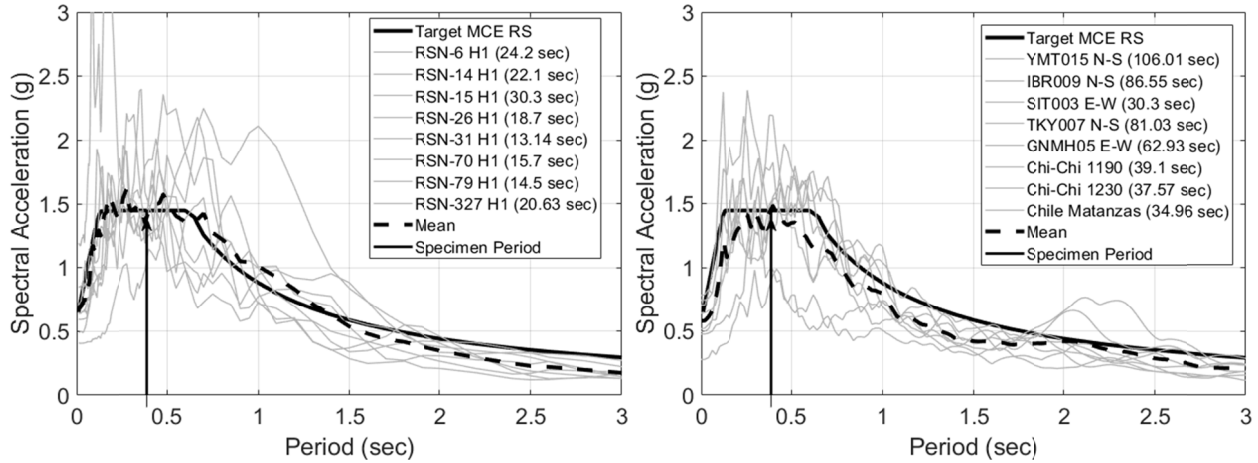 3
2.5
2
1.5
1
0.5
0
Spectral Acceleration (g)
0 0.5 1 1.5 2 2.5 3
Period (sec)
Target MCE RS
RSN-6 H1 (24.2 sec)
RSN-14 H1 (22.1 sec)
RSN-15 H1 (30.3 sec)
RSN-26 H1 (18.7 sec)
RSN-31 H1 (13.14 sec)
RSN-70 H1 (15.7 sec)
RSN-79 H1 (14.5 sec)
RSN-327 H1 (20.63 sec)
Mean
Specimen Period
3
2.5
2
1.5
1
0.5
0
Spectral Acceleration (g)
0 0.5 1 1.5 2 2.5 3
Period (sec)
Target MCE RS
YMT015 N-S (106.01 sec)
IBR009 N-S (86.55 sec)
SIT003 E-W (30.3 sec)
TKY007 N-S (81.03 sec)
GNMH05 E-W (62.93 sec)
Chi-Chi 1190 (39.1 sec)
Chi-Chi 1230 (37.57 sec)
Chile Matanzas (34.96 sec)
Mean
Specimen Period